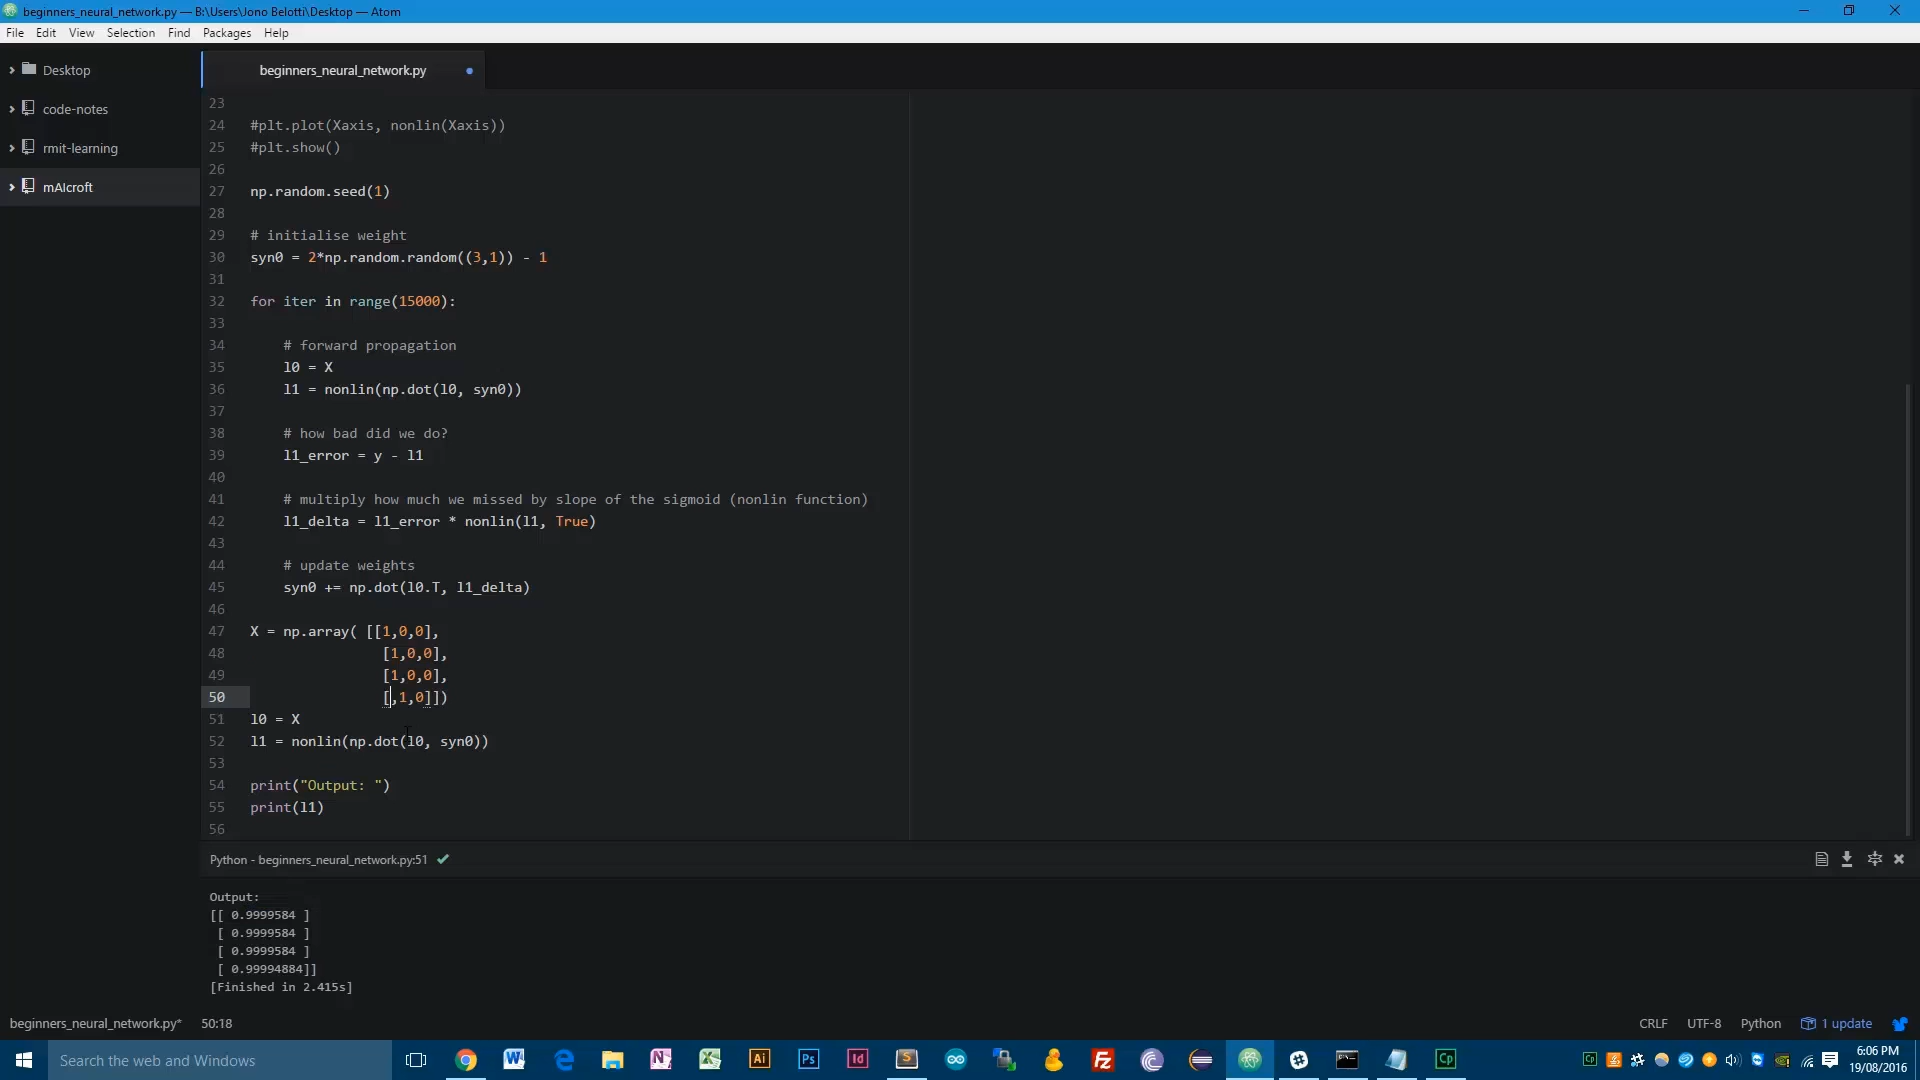 beginners_neural_network.py — B:\Users\Jono Belotti\Desktop — Atom
File Edit View Selection Find Packages Help
Desktop
code-notes
rmit-learning
mAIcroft
beginners_neural_network.py
23
24 #plt.plot(Xaxis, nonlin(Xaxis))
25 #plt.show()
26
27 np.random.seed(1)
28
29 # initialise weight
30 syn0 = 2*np.random.random((3,1)) - 1
31
32 for iter in range(15000):
33
34 # forward propagation
35 l0 = X
36 l1 = nonlin(np.dot(l0, syn0))
37
38 # how bad did we do?
39 l1_error = y - l1
40
41 # multiply how much we missed by slope of the sigmoid (nonlin function)
42 l1_delta = l1_error * nonlin(l1, True)
43
44 # update weights
45 syn0 += np.dot(l0.T, l1_delta)
46
47 X = np.array( [[1,0,0],
48 [1,0,0],
49 [1,0,0],
50 [,1,0]])
51 l0 = X
52 l1 = nonlin(np.dot(l0, syn0))
53
54 print("Output: ")
55 print(l1)
56
Python - beginners_neural_network.py:51
Output:
[[ 0.9999584 ]
[ 0.9999584 ]
[ 0.9999584 ]
[ 0.99994884]]
[Finished in 2.415s]
beginners_neural_network.py* 50:18 CRLF UTF-8 Python 1 update
Search the web and Windows
6:06 PM
19/08/2016